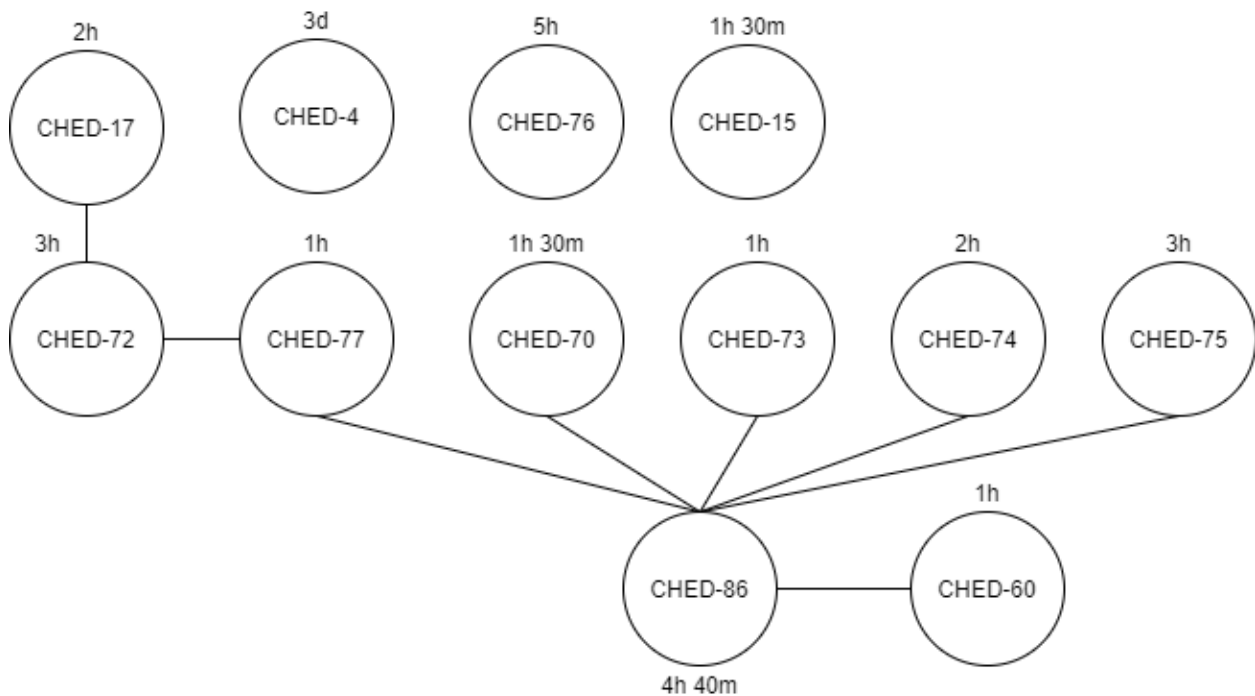 2h
3d
5h
1h 30m
CHED-17
CHED-4
CHED-76
CHED-15
3h
1h
1h 30m
1h
2h
3h
CHED-72
CHED-77
CHED-70
CHED-73
CHED-74
CHED-75
1h
CHED-86
CHED-60
4h 40m